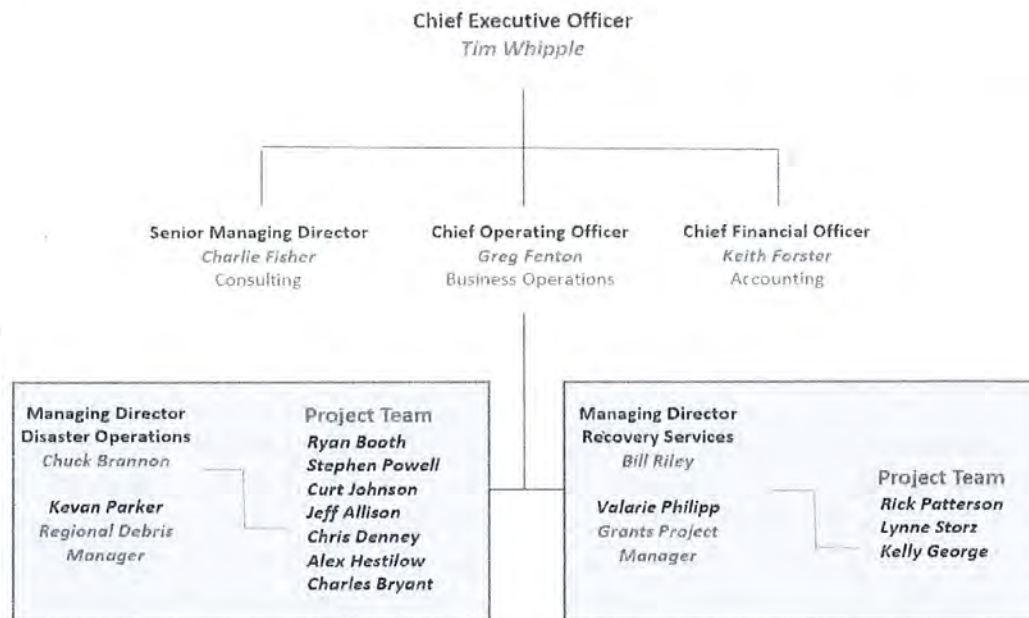 Chief Executive Officer
Tim Whipple
Senior Managing Director
Charlie Fisher
Consulting
Chief Operating Officer
Greg Fenton
Business Operations
Chief Financial Officer
Keith Forster
Accounting
Managing Director
Disaster Operations
Chuck Brannon
Kevan Parker
Regional Debris
Manager
Project Team
Ryan Booth
Stephen Powell
Curt Johnson
Jeff Allison
Chris Denney
Alex Hestilow
Charles Bryant
Managing Director
Recovery Services
Bill Riley
Valarie Philipp
Grants Project
Manager
Project Team
Rick Patterson
Lynne Storz
Kelly George